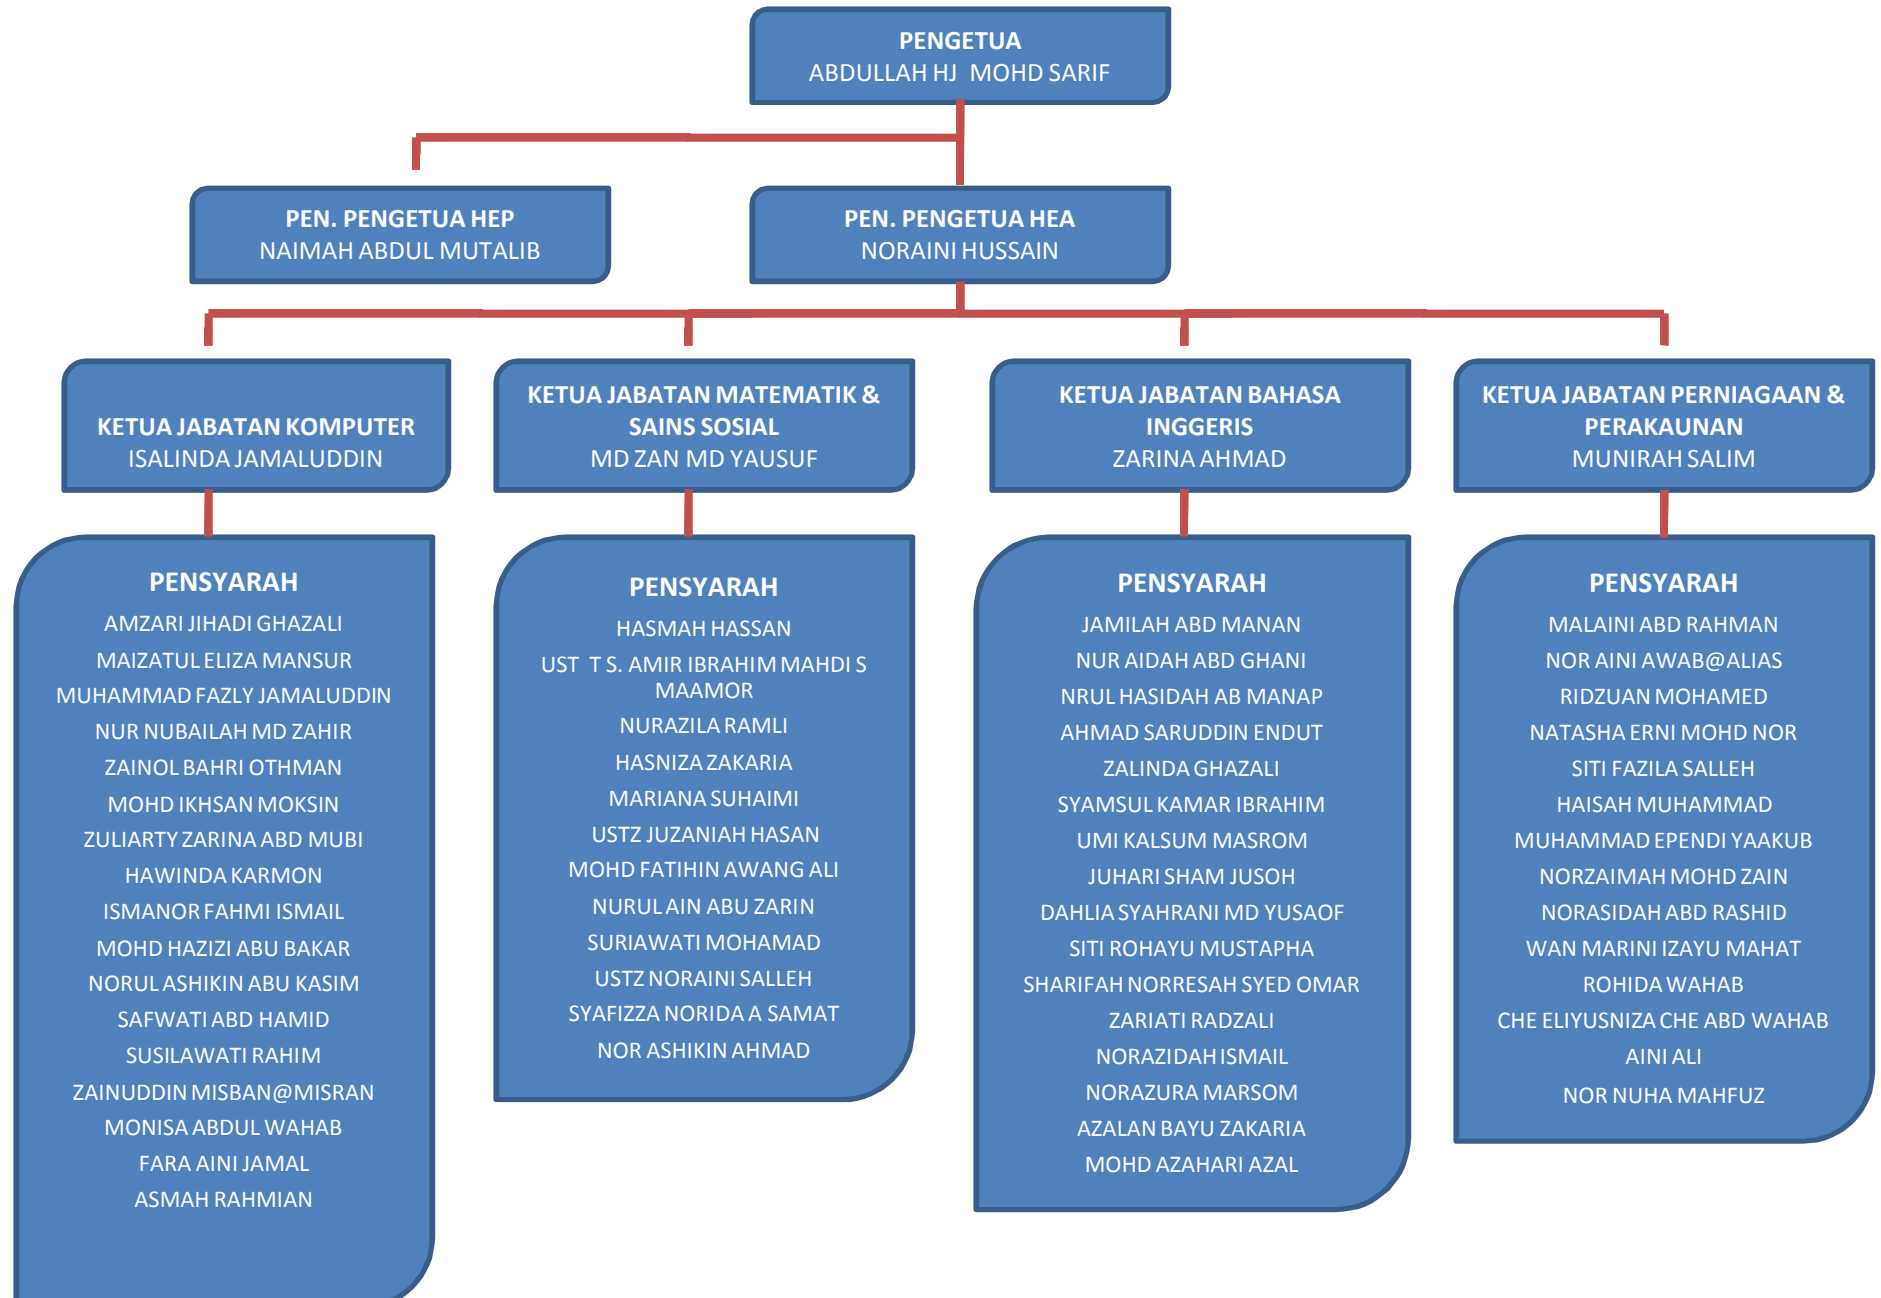 PENGETUA
ABDULLAH HJ MOHD SARIF
PEN. PENGETUA HEP
NAIMAH ABDUL MUTALIB
PEN. PENGETUA HEA
NORAINI HUSSAIN
KETUA JABATAN KOMPUTER
ISALINDA JAMALUDDIN
KETUA JABATAN MATEMATIK &
SAINS SOSIAL
MD ZAN MD YAUSUF
KETUA JABATAN BAHASA
INGGERIS
ZARINA AHMAD
KETUA JABATAN PERNIAGAAN &
PERAKAUNAN
MUNIRAH SALIM
PENSYARAH
AMZARI JIHADI GHAZALI
MAIZATUL ELIZA MANSUR
MUHAMMAD FAZLY JAMALUDDIN
NUR NUBAILAH MD ZAHIR
ZAINOL BAHRI OTHMAN
MOHD IKHSAN MOKSIN
ZULIARTY ZARINA ABD MUBI
HAWINDA KARMON
ISMANOR FAHMI ISMAIL
MOHD HAZIZI ABU BAKAR
NORUL ASHIKIN ABU KASIM
SAFWATI ABD HAMID
SUSILAWATI RAHIM
ZAINUDDIN MISBAN@MISRAN
MONISA ABDUL WAHAB
FARA AINI JAMAL
ASMAH RAHMIAN
PENSYARAH
HASMAH HASSAN
UST T S. AMIR IBRAHIM MAHDI S
MAAMOR
NURAZILA RAMLI
HASNIZA ZAKARIA
MARIANA SUHAIMI
USTZ JUZANIAH HASAN
MOHD FATIHIN AWANG ALI
NURUL AIN ABU ZARIN
SURIAWATI MOHAMAD
USTZ NORAINI SALLEH
SYAFIZZA NORIDA A SAMAT
NOR ASHIKIN AHMAD
PENSYARAH
JAMILAH ABD MANAN
NUR AIDAH ABD GHANI
NRUL HASIDAH AB MANAP
AHMAD SARUDDIN ENDUT
ZALINDA GHAZALI
SYAMSUL KAMAR IBRAHIM
UMI KALSUM MASROM
JUHARI SHAM JUSOH
DAHLIA SYAHRANI MD YUSAOF
SITI ROHAYU MUSTAPHA
SHARIFAH NORRESAH SYED OMAR
ZARIATI RADZALI
NORAZIDAH ISMAIL
NORAZURA MARSOM
AZALAN BAYU ZAKARIA
MOHD AZAHARI AZAL
PENSYARAH
MALAINI ABD RAHMAN
NOR AINI AWAB@ALIAS
RIDZUAN MOHAMED
NATASHA ERNI MOHD NOR
SITI FAZILA SALLEH
HAISAH MUHAMMAD
MUHAMMAD EPENDI YAAKUB
NORZAIMAH MOHD ZAIN
NORASIDAH ABD RASHID
WAN MARINI IZAYU MAHAT
ROHIDA WAHAB
CHE ELIYUSNIZA CHE ABD WAHAB
AINI ALI
NOR NUHA MAHFUZ